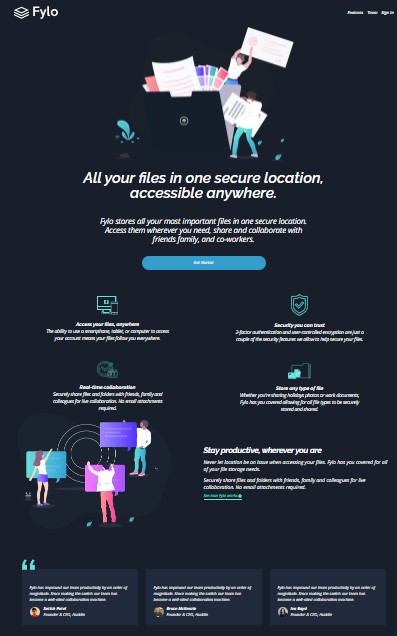 Fylo
Features Team Sign In
All your files in one secure location,
accessible anywhere.
Fylo stores all your most important files in one secure location.
Access them wherever you need, share and collaborate with
friends family, and co-workers.
Get Started
Access your files, anywhere
The ability to use a smartphone, tablet, or computer to access
your account means your files follow you everywhere.
Security you can trust
2-factor authentication and user-controlled encryption are just a
couple of the security features we allow to help secure your files.
Real-time collaboration
Securely share files and folders with friends, family and
colleagues for live collaboration. No email attachments
required.
Store any type of file
Whether you're sharing holidays photos or work documents,
Fylo has you covered allowing for all file types to be securely
stored and shared.
Stay productive, wherever you are
Never let location be an issue when accessing your files. Fylo has you covered for all
of your file storage needs.
Securely share files and folders with friends, family and colleagues for live
collaboration. No email attachments required.
See how Fylo works
Fylo has improved our team productivity by an order of
magnitude. Since making the switch our team has
become a well-oiled collaboration machine.
Satish Patel
Founder & CEO, Huddle
Fylo has improved our team productivity by an order of
magnitude. Since making the switch our team has
become a well-oiled collaboration machine.
Bruce McKenzie
Founder & CEO, Huddle
Fylo has improved our team productivity by an order of
magnitude. Since making the switch our team has
become a well-oiled collaboration machine.
Iva Boyd
Founder & CEO, Huddle